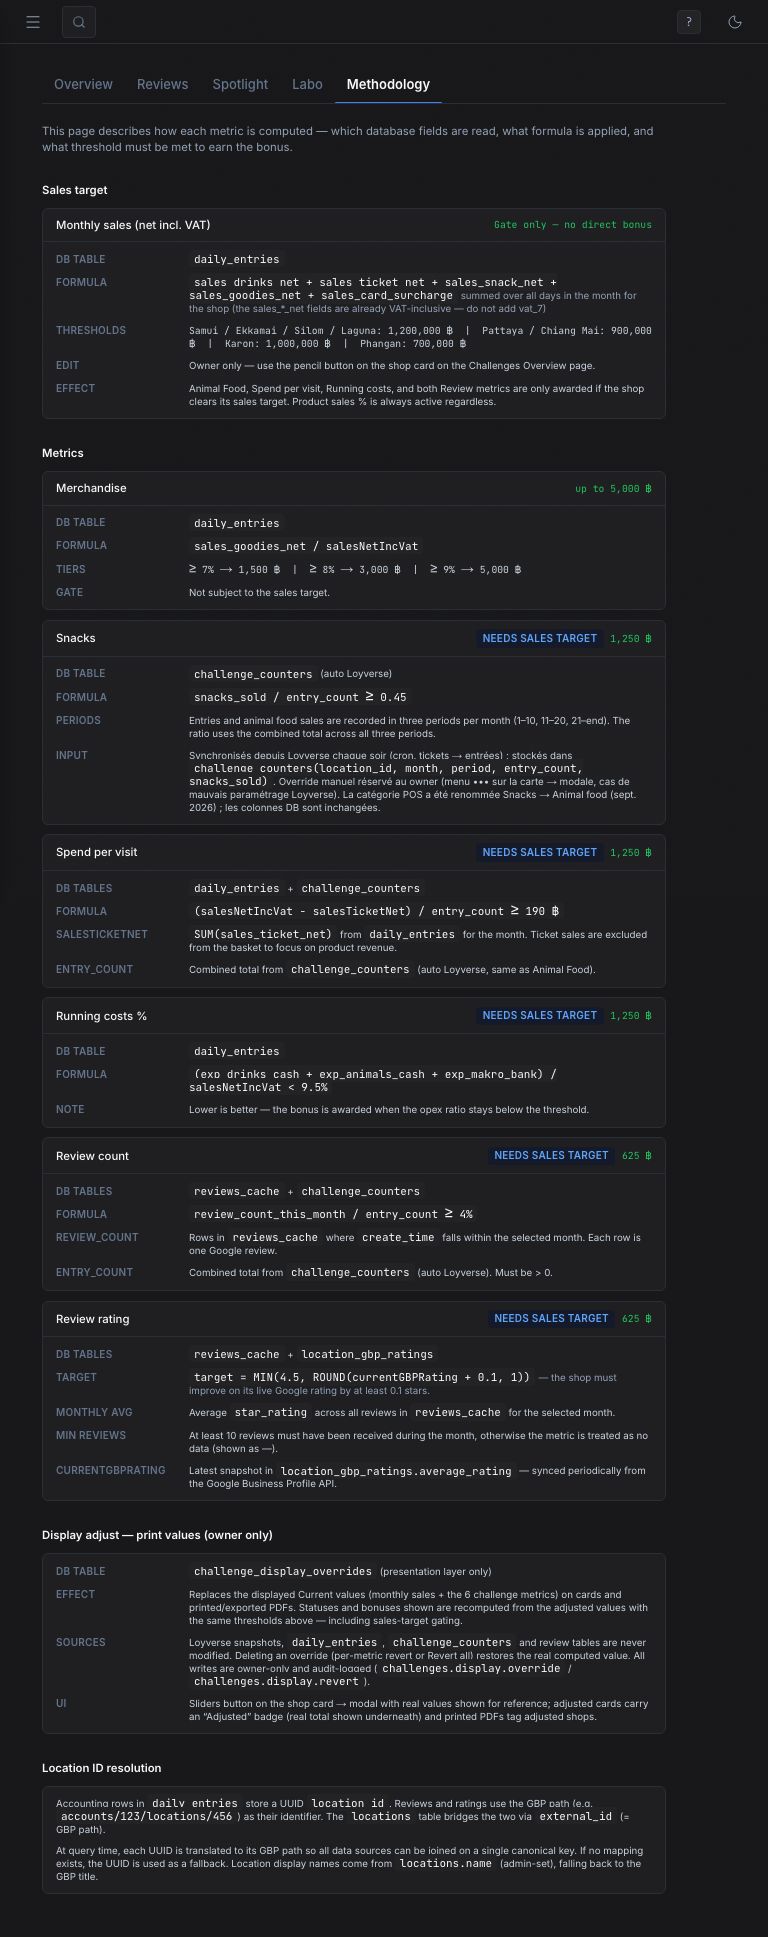 ?
Overview Reviews Spotlight Labo Methodology
This page describes how each metric is computed — which database fields are read, what formula is applied, and
what threshold must be met to earn the bonus.
Sales target
Monthly sales (net incl. VAT) Gate only — no direct bonus
DB TABLE daily_entries
FORMULA sales_drinks_net + sales_ticket_net + sales_snack_net +
sales_goodies_net + sales_card_surcharge summed over all days in the month for
the shop (the sales_*_net fields are already VAT-inclusive — do not add vat_7)
THRESHOLDS Samui / Ekkamai / Silom / Laguna: 1,200,000 ฿ | Pattaya / Chiang Mai: 900,000
฿ | Karon: 1,000,000 ฿ | Phangan: 700,000 ฿
EDIT Owner only — use the pencil button on the shop card on the Challenges Overview page.
EFFECT Animal Food, Spend per visit, Running costs, and both Review metrics are only awarded if the shop
clears its sales target. Product sales % is always active regardless.
Metrics
Merchandise up to 5,000 ฿
DB TABLE daily_entries
FORMULA sales_goodies_net / salesNetIncVat
TIERS ≥ 7% → 1,500 ฿ | ≥ 8% → 3,000 ฿ | ≥ 9% → 5,000 ฿
GATE Not subject to the sales target.
Snacks NEEDS SALES TARGET 1,250 ฿
DB TABLE challenge_counters (auto Loyverse)
FORMULA snacks_sold / entry_count ≥ 0.45
PERIODS Entries and animal food sales are recorded in three periods per month (1–10, 11–20, 21–end). The
ratio uses the combined total across all three periods.
INPUT Synchronisés depuis Loyverse chaque soir (cron, tickets → entrées) ; stockés dans
challenge_counters(location_id, month, period, entry_count,
snacks_sold) . Override manuel réservé au owner (menu ••• sur la carte → modale, cas de
mauvais paramétrage Loyverse). La catégorie POS a été renommée Snacks → Animal food (sept.
2026) ; les colonnes DB sont inchangées.
Spend per visit NEEDS SALES TARGET 1,250 ฿
DB TABLES daily_entries + challenge_counters
FORMULA (salesNetIncVat - salesTicketNet) / entry_count ≥ 190 ฿
SALESTICKETNET SUM(sales_ticket_net) from daily_entries for the month. Ticket sales are excluded
from the basket to focus on product revenue.
ENTRY_COUNT Combined total from challenge_counters (auto Loyverse, same as Animal Food).
Running costs % NEEDS SALES TARGET 1,250 ฿
DB TABLE daily_entries
FORMULA (exp_drinks_cash + exp_animals_cash + exp_makro_bank) /
salesNetIncVat < 9.5%
NOTE Lower is better — the bonus is awarded when the opex ratio stays below the threshold.
Review count NEEDS SALES TARGET 625 ฿
DB TABLES reviews_cache + challenge_counters
FORMULA review_count_this_month / entry_count ≥ 4%
REVIEW_COUNT Rows in reviews_cache where create_time falls within the selected month. Each row is
one Google review.
ENTRY_COUNT Combined total from challenge_counters (auto Loyverse). Must be > 0.
Review rating NEEDS SALES TARGET 625 ฿
DB TABLES reviews_cache + location_gbp_ratings
TARGET target = MIN(4.5, ROUND(currentGBPRating + 0.1, 1)) — the shop must
improve on its live Google rating by at least 0.1 stars.
MONTHLY AVG Average star_rating across all reviews in reviews_cache for the selected month.
MIN REVIEWS At least 10 reviews must have been received during the month, otherwise the metric is treated as no
data (shown as —).
CURRENTGBPRATING Latest snapshot in location_gbp_ratings.average_rating — synced periodically from
the Google Business Profile API.
Display adjust — print values (owner only)
DB TABLE challenge_display_overrides (presentation layer only)
EFFECT Replaces the displayed Current values (monthly sales + the 6 challenge metrics) on cards and
printed/exported PDFs. Statuses and bonuses shown are recomputed from the adjusted values with
the same thresholds above — including sales-target gating.
SOURCES Loyverse snapshots, daily_entries , challenge_counters and review tables are never
modified. Deleting an override (per-metric revert or Revert all) restores the real computed value. All
writes are owner-only and audit-logged ( challenges.display.override /
challenges.display.revert ).
UI Sliders button on the shop card → modal with real values shown for reference; adjusted cards carry
an “Adjusted” badge (real total shown underneath) and printed PDFs tag adjusted shops.
Location ID resolution
Accounting rows in daily_entries store a UUID location_id . Reviews and ratings use the GBP path (e.g.
accounts/123/locations/456 ) as their identifier. The locations table bridges the two via external_id (=
GBP path).
At query time, each UUID is translated to its GBP path so all data sources can be joined on a single canonical key. If no mapping
exists, the UUID is used as a fallback. Location display names come from locations.name (admin-set), falling back to the
GBP title.